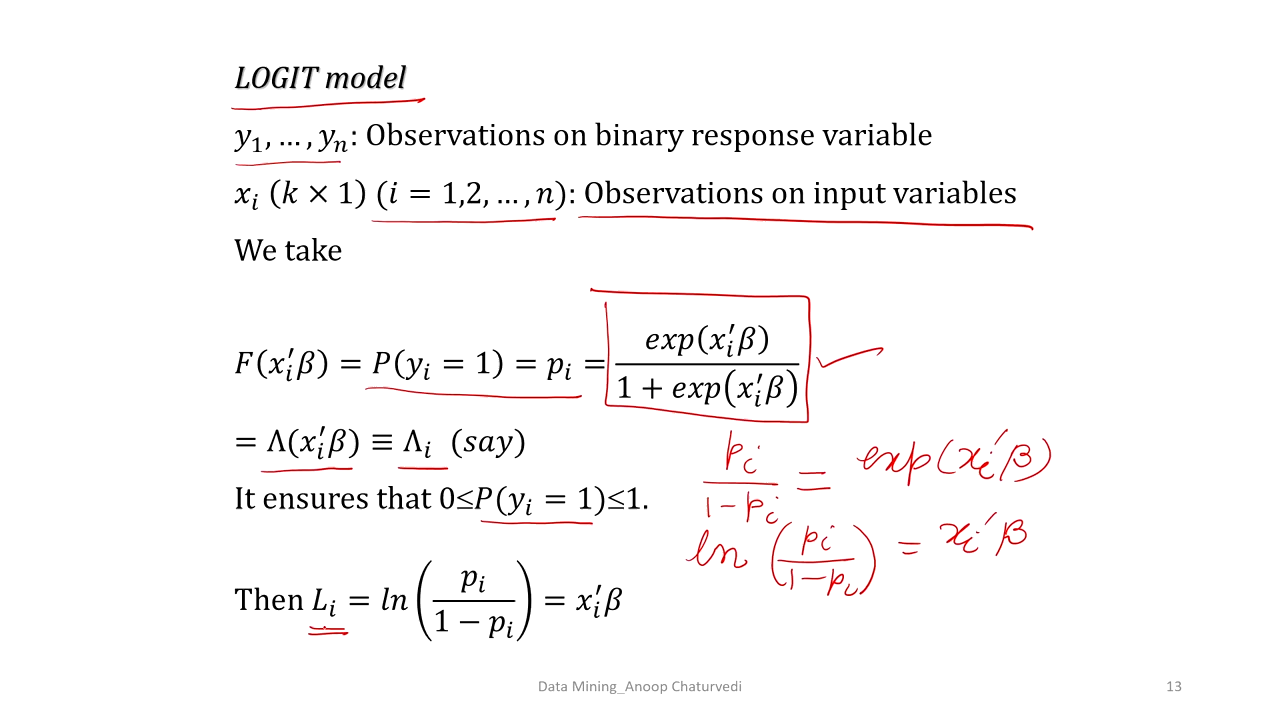 LOGIT model
y₁, … , yₙ: Observations on binary response variable
xᵢ (k × 1) (i = 1,2, … , n): Observations on input variables
We take
F(xᵢ′β) = P(yᵢ = 1) = pᵢ = exp(xᵢ′β) / 1 + exp(xᵢ′β)
= Λ(xᵢ′β) ≡ Λᵢ (say)
pᵢ / 1 − pᵢ = exp(xᵢ′β)
It ensures that 0≤P(yᵢ = 1)≤1.
ln (pᵢ / 1 − pᵢ) = xᵢ′β
Then Lᵢ = ln (pᵢ / 1 − pᵢ) = xᵢ′β
Data Mining_Anoop Chaturvedi
13